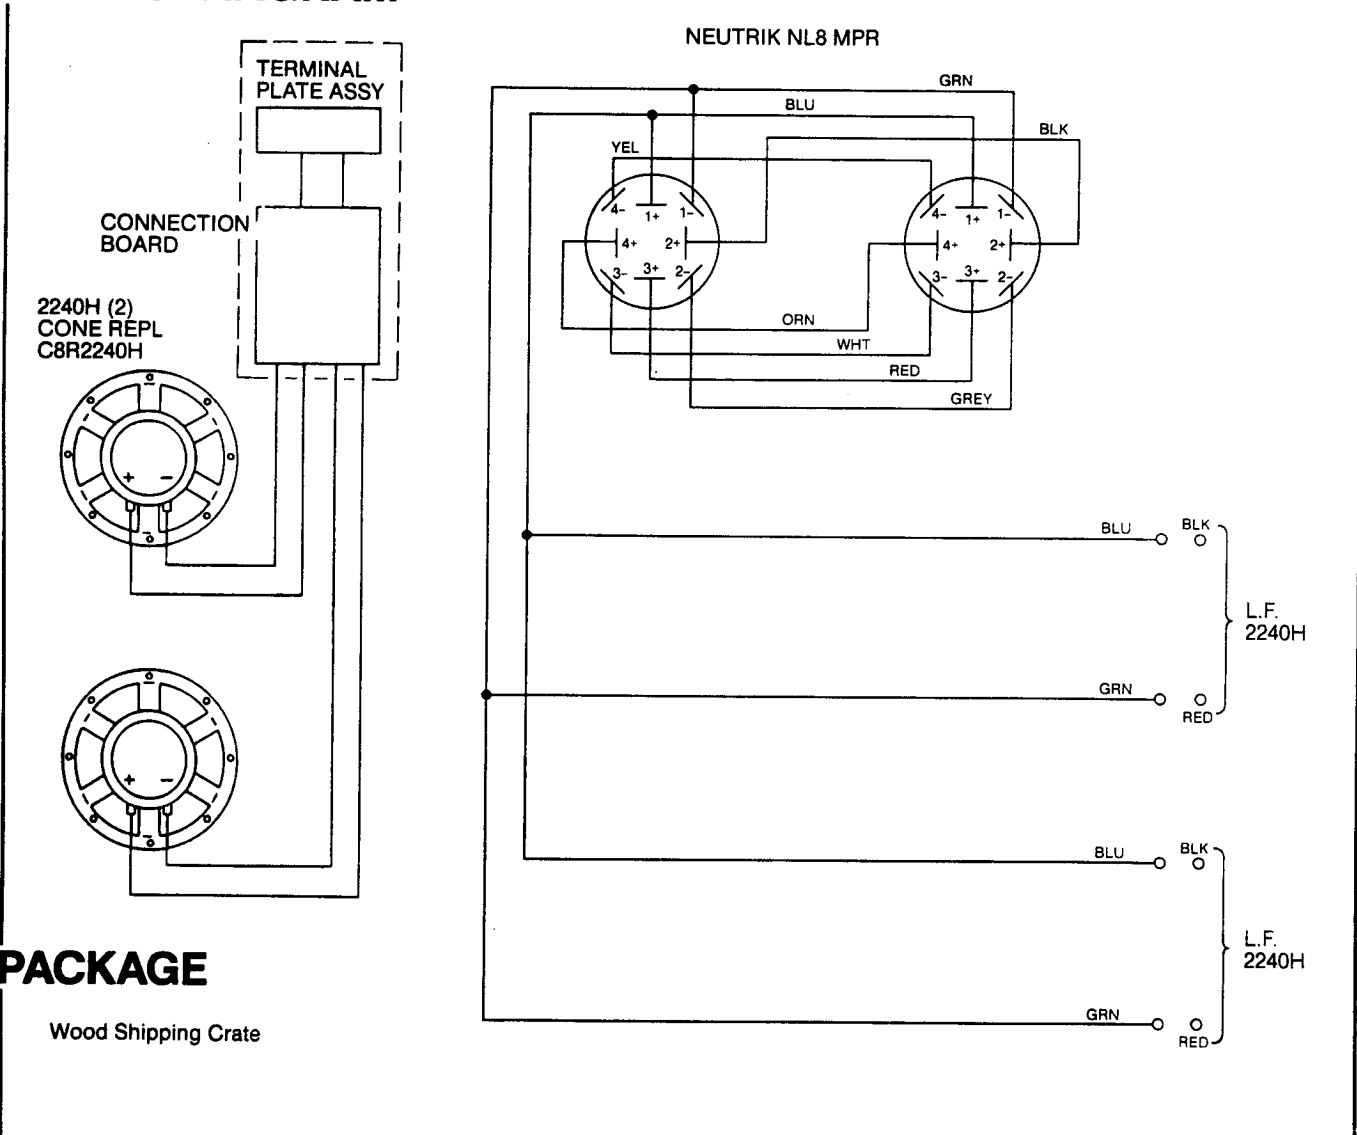 NEUTRIK NL8 MPR
TERMINAL
PLATE ASSY
CONNECTION
BOARD
2240H (2)
CONE REPL
C8R2240H
+ −
+ −
GRN
BLU
BLK
YEL
4− 1+ 1−
4+ 2+
3− 3+ 2−
4− 1+ 1−
4+ 2+
3− 3+ 2−
ORN
WHT
RED
GREY
BLU BLK
L.F.
2240H
GRN
RED
BLU BLK
L.F.
2240H
GRN
RED
PACKAGE
Wood Shipping Crate